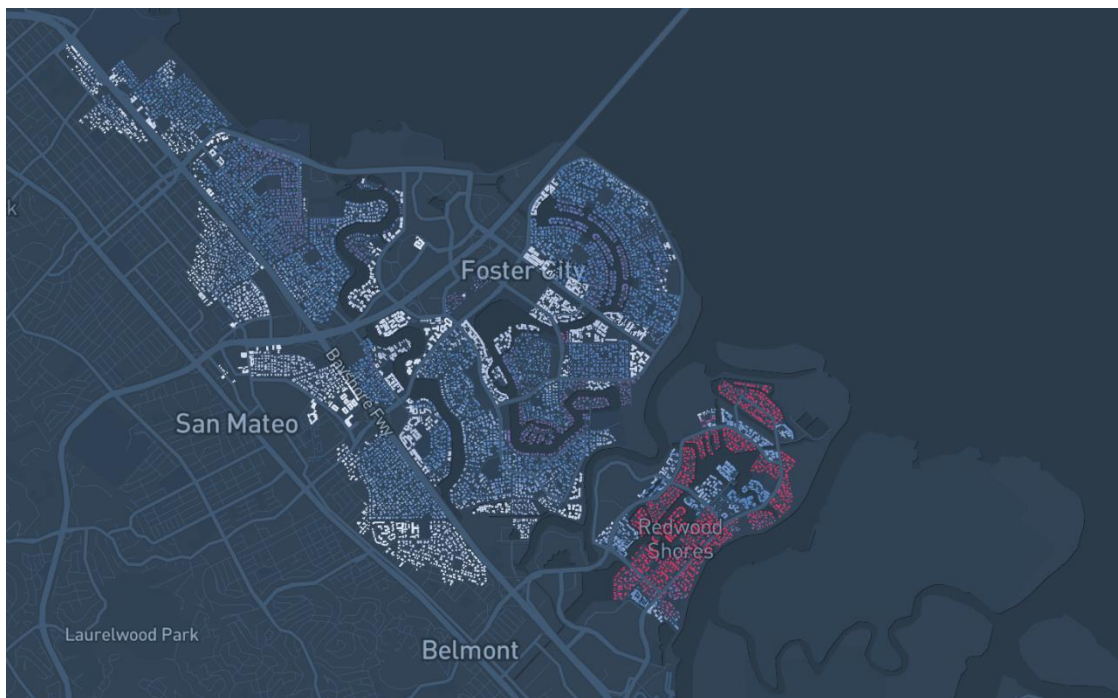 k
Foster City
Bayshore Fwy
San Mateo
Redwood
Shores
Laurelwood Park
Belmont